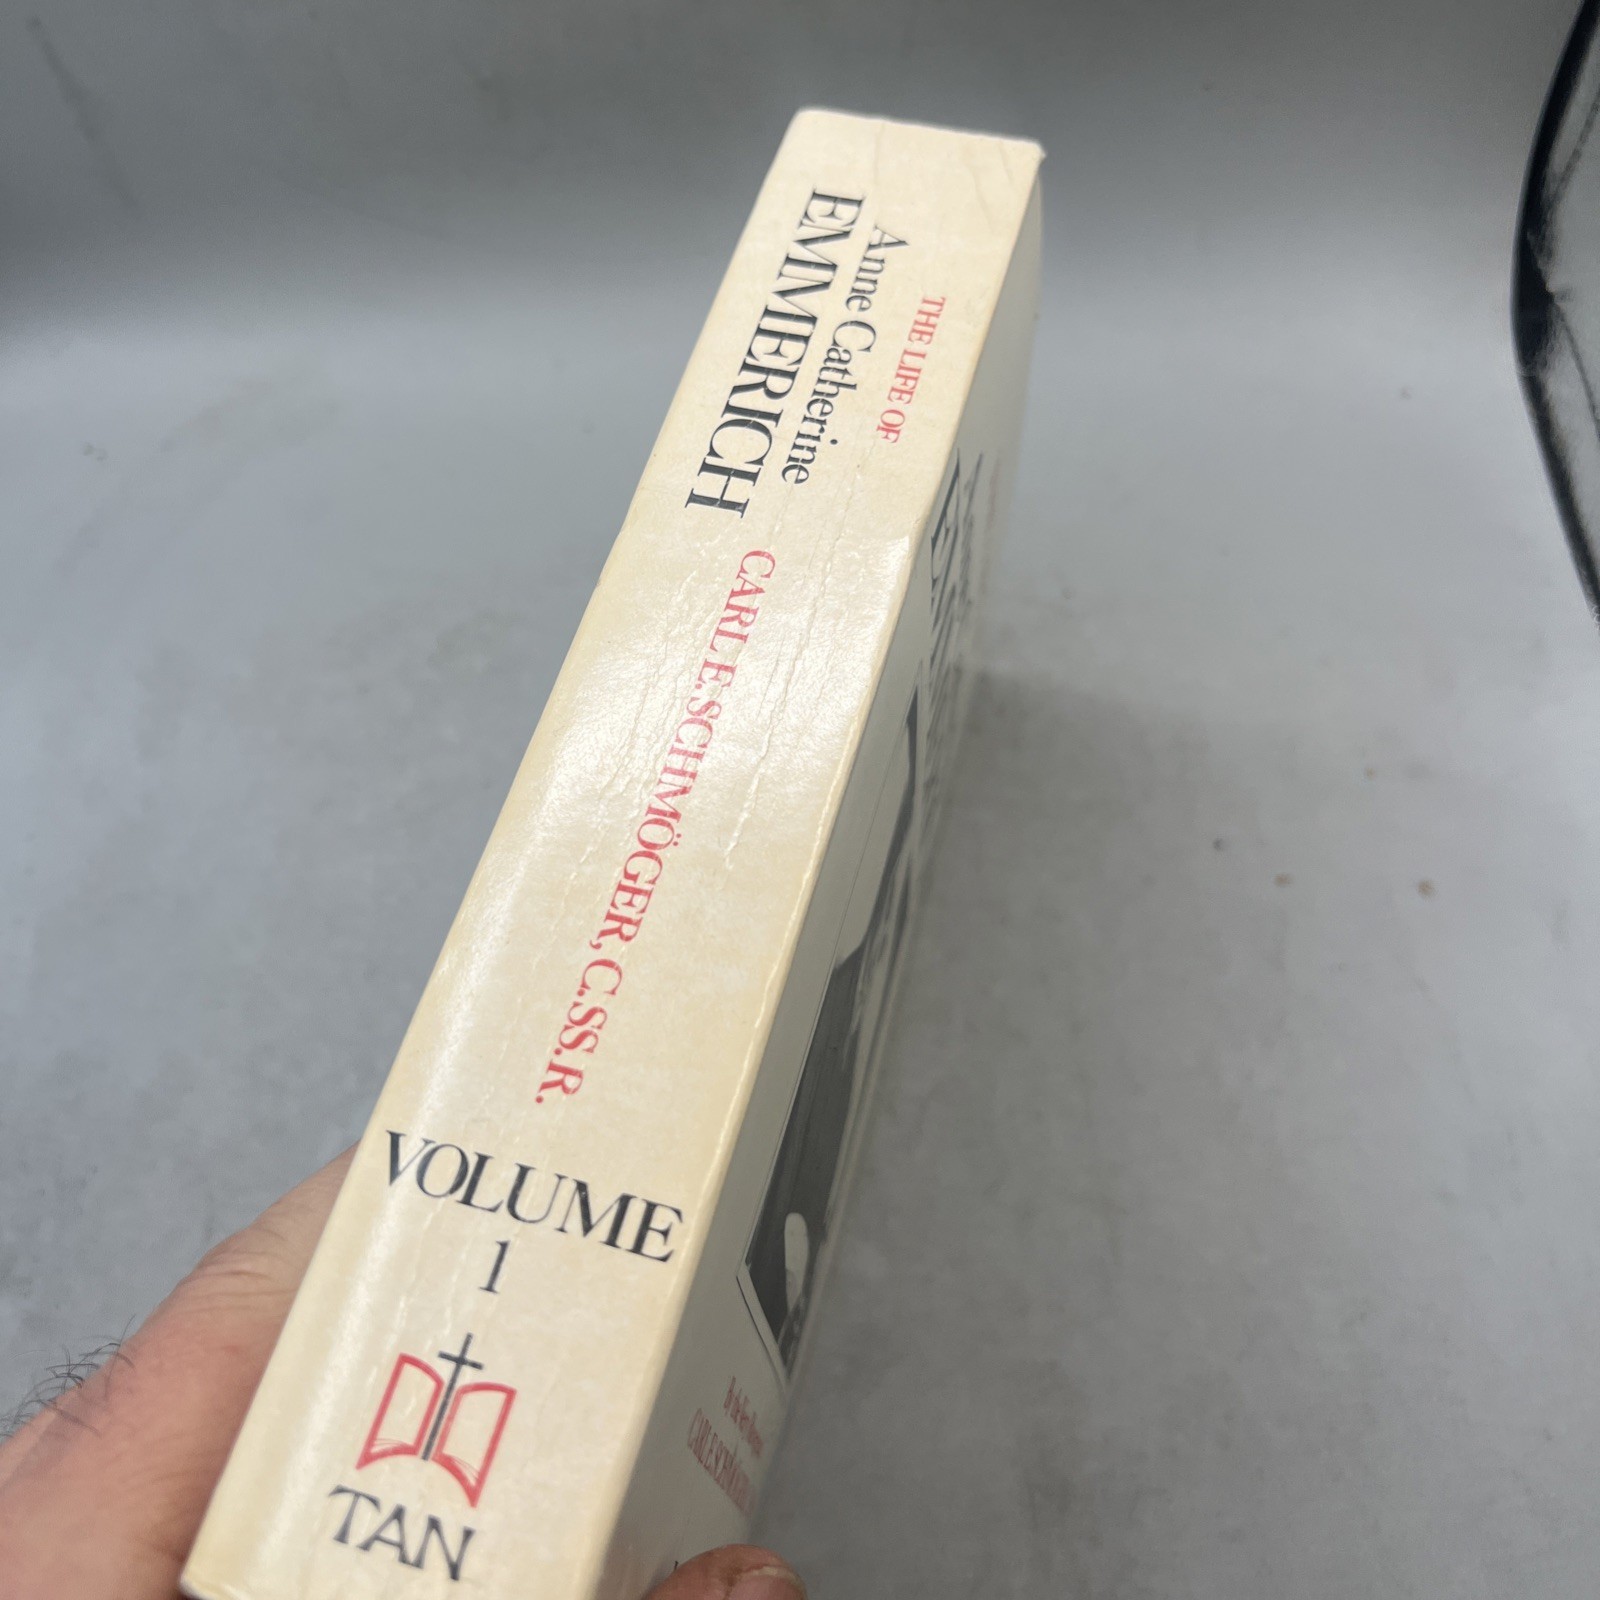 THE LIFE OF
Anne Catherine
EMMERICH
CARL E. SCHMÖGER, C.SS.R.
VOLUME
1
TAN